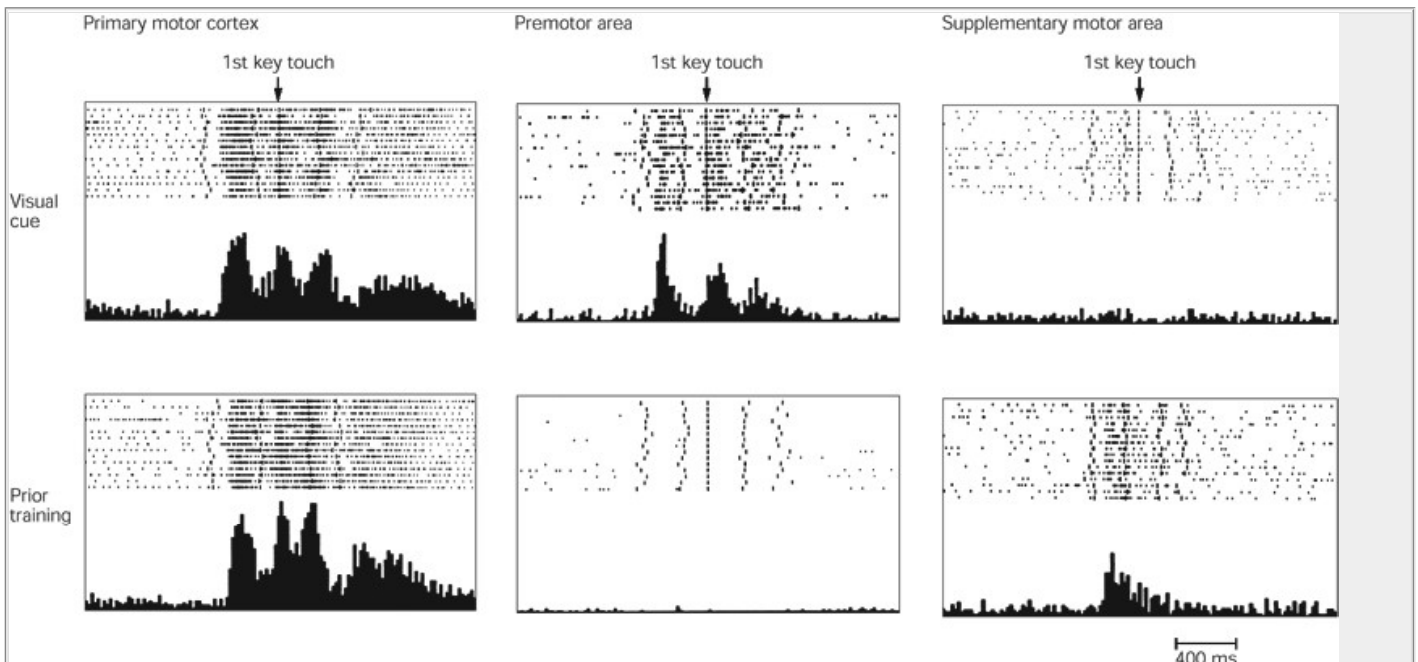 Primary motor cortex
Premotor area
Supplementary motor area
1st key touch
1st key touch
1st key touch
Visual
cue
Prior
training
400 ms